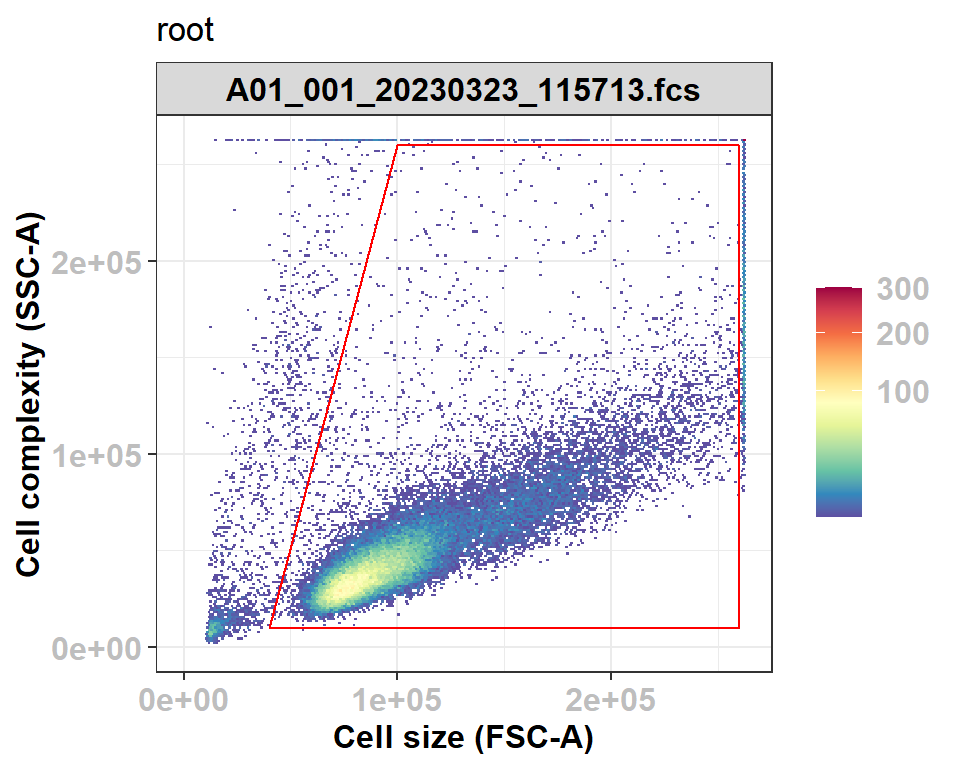 root
A01_001_20230323_115713.fcs
Cell complexity (SSC-A)
2e+05
1e+05
0e+00
0e+00 1e+05 2e+05
Cell size (FSC-A)
300
200
100